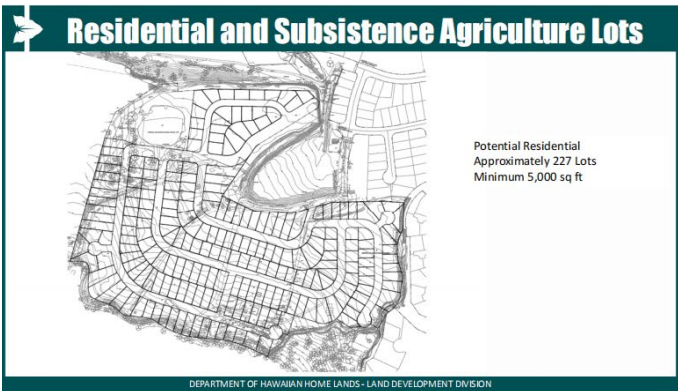 Residential and Subsistence Agriculture Lots
Potential Residential
Approximately 227 Lots
Minimum 5,000 sq ft
DEPARTMENT OF HAWAIIAN HOME LANDS - LAND DEVELOPMENT DIVISION